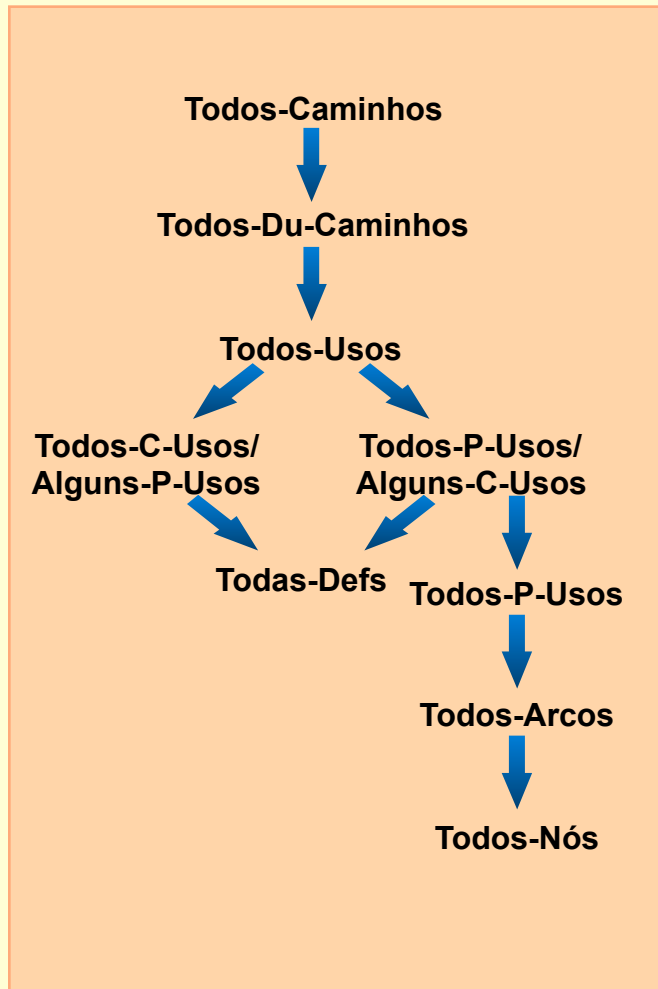 Todos-Caminhos
Todos-Du-Caminhos
Todos-Usos
Todos-C-Usos/
Alguns-P-Usos
Todos-P-Usos/
Alguns-C-Usos
Todas-Defs
Todos-P-Usos
Todos-Arcos
Todos-Nós